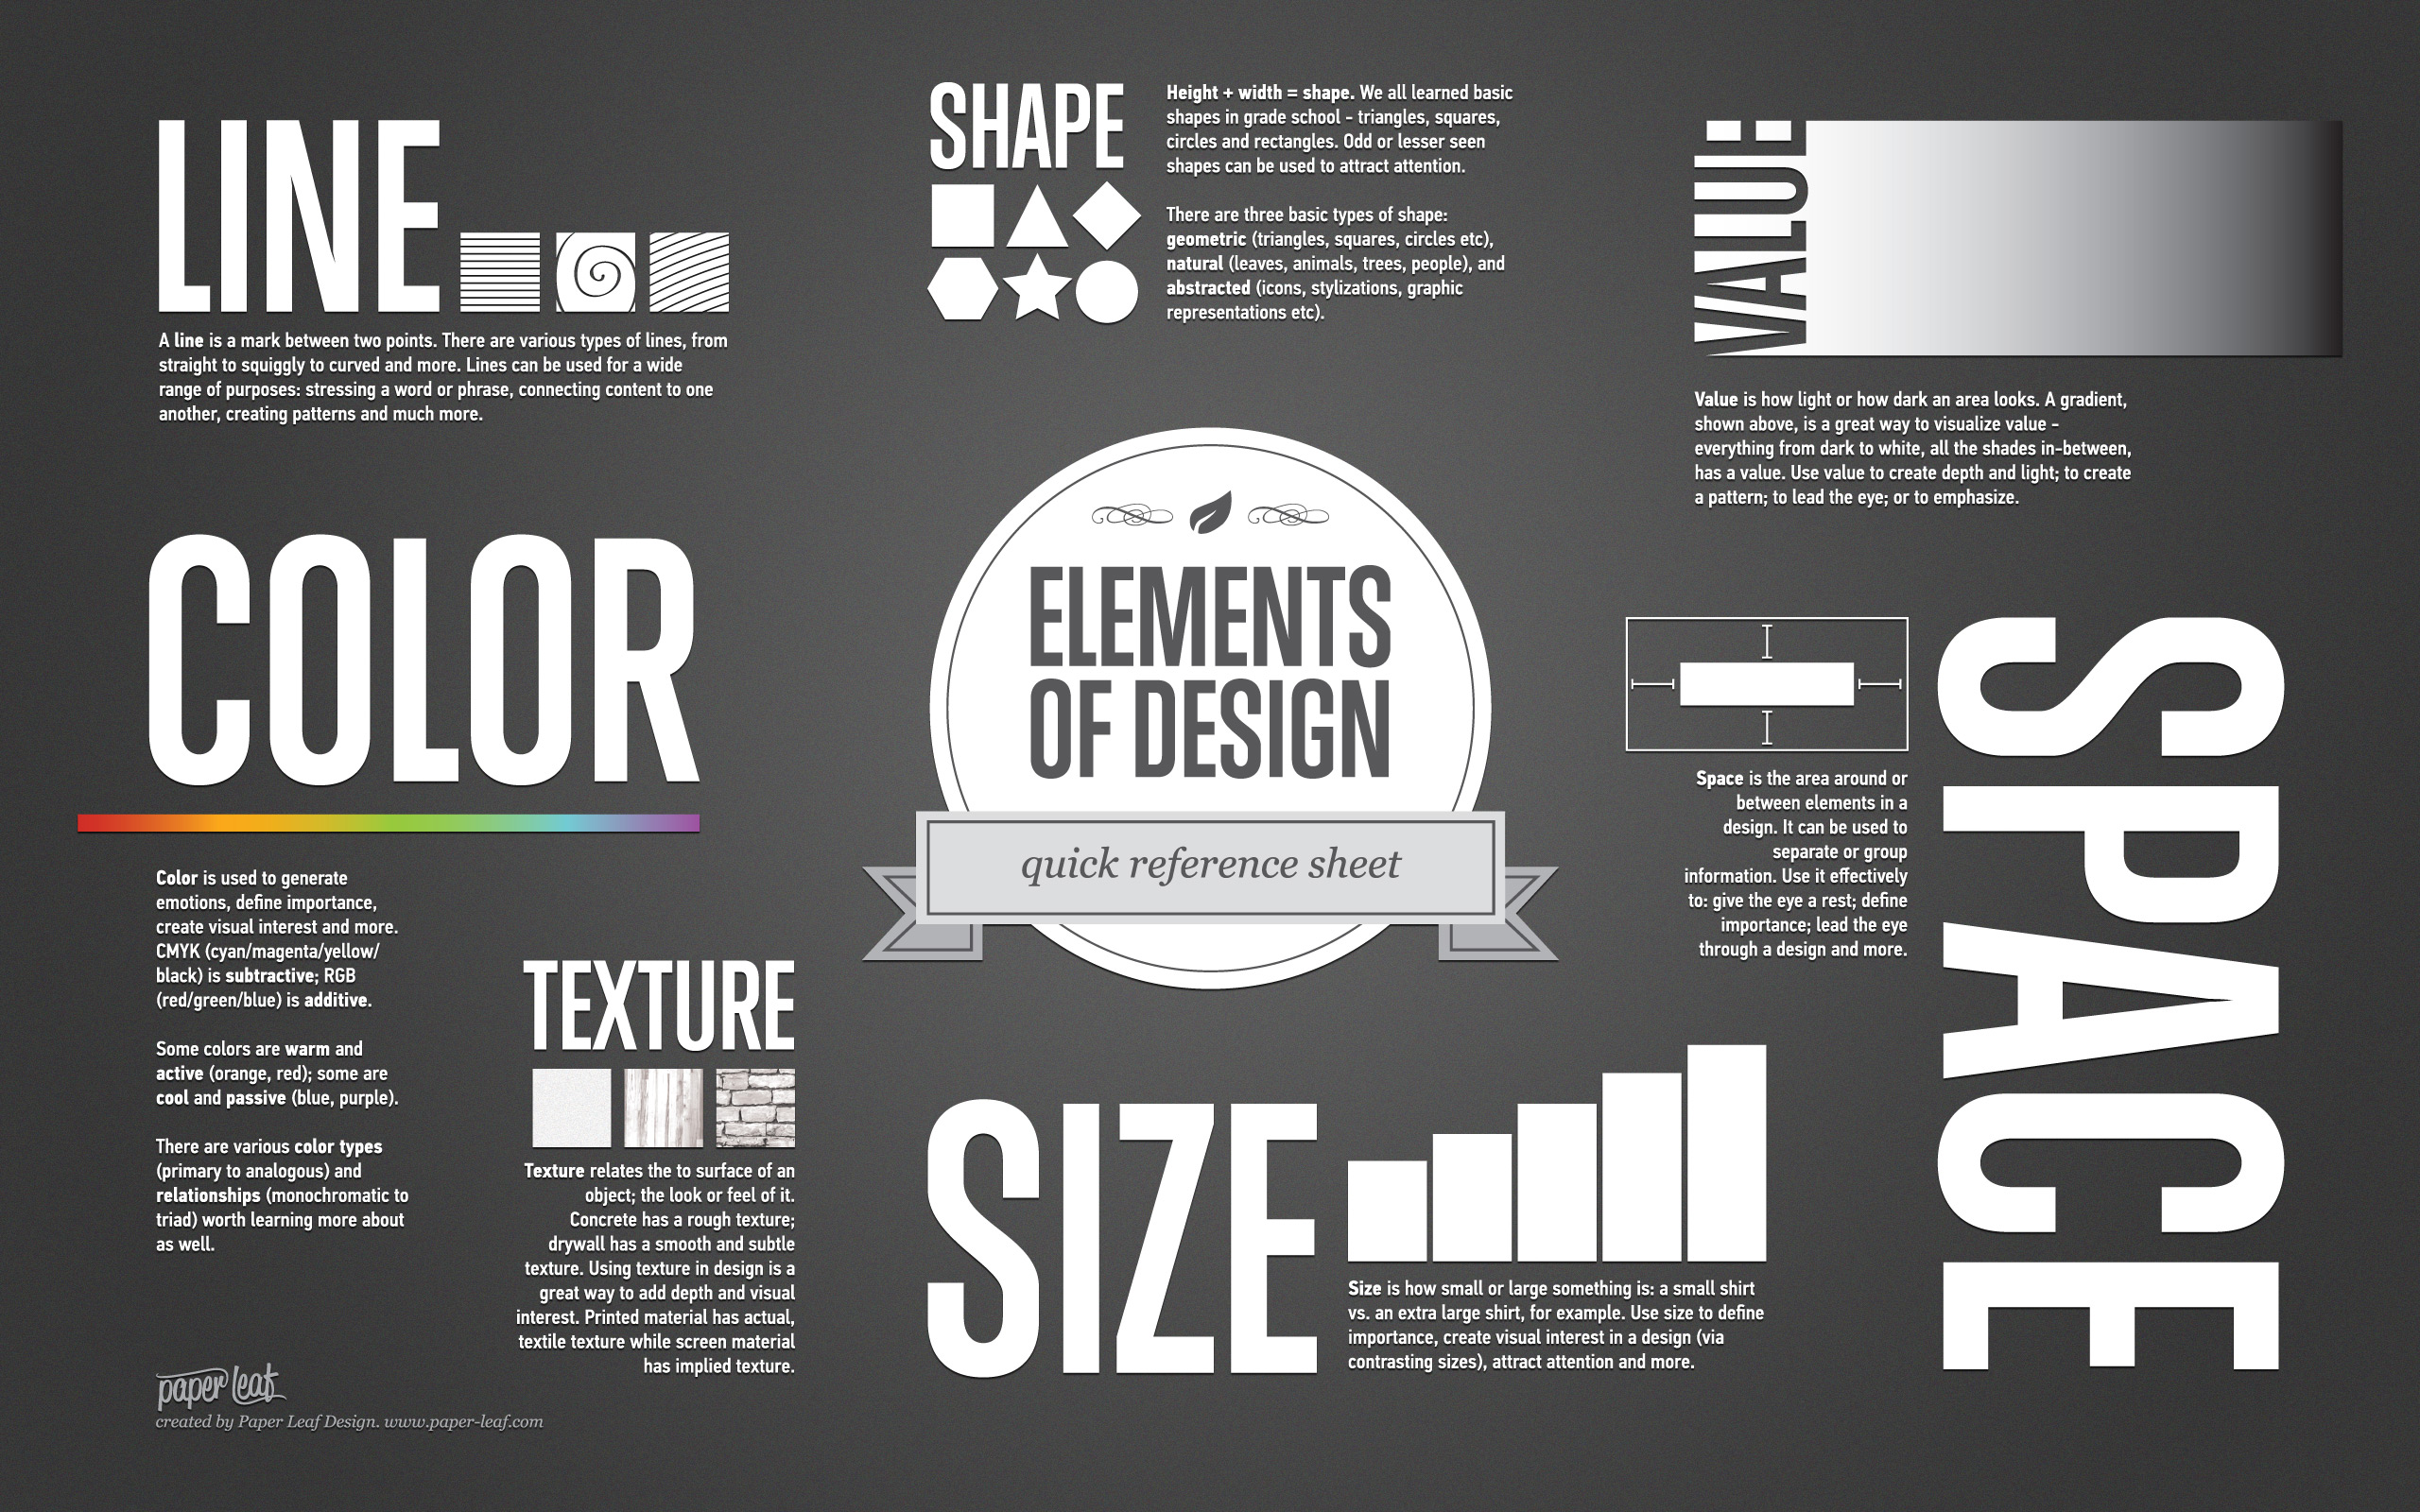 LINE
A line is a mark between two points. There are various types of lines, from
straight to squiggly to curved and more. Lines can be used for a wide
range of purposes: stressing a word or phrase, connecting content to one
another, creating patterns and much more.
SHAPE
Height + width = shape. We all learned basic
shapes in grade school - triangles, squares,
circles and rectangles. Odd or lesser seen
shapes can be used to attract attention.
There are three basic types of shape:
geometric (triangles, squares, circles etc),
natural (leaves, animals, trees, people), and
abstracted (icons, stylizations, graphic
representations etc).
VALUE
Value is how light or how dark an area looks. A gradient,
shown above, is a great way to visualize value -
everything from dark to white, all the shades in-between,
has a value. Use value to create depth and light; to create
a pattern; to lead the eye; or to emphasize.
COLOR
Color is used to generate
emotions, define importance,
create visual interest and more.
CMYK (cyan/magenta/yellow/
black) is subtractive; RGB
(red/green/blue) is additive.
Some colors are warm and
active (orange, red); some are
cool and passive (blue, purple).
There are various color types
(primary to analogous) and
relationships (monochromatic to
triad) worth learning more about
as well.
ELEMENTS
OF DESIGN
quick reference sheet
SPACE
Space is the area around or
between elements in a
design. It can be used to
separate or group
information. Use it effectively
to: give the eye a rest; define
importance; lead the eye
through a design and more.
TEXTURE
Texture relates the to surface of an
object; the look or feel of it.
Concrete has a rough texture;
drywall has a smooth and subtle
texture. Using texture in design is a
great way to add depth and visual
interest. Printed material has actual,
textile texture while screen material
has implied texture.
SIZE
Size is how small or large something is: a small shirt
vs. an extra large shirt, for example. Use size to define
importance, create visual interest in a design (via
contrasting sizes), attract attention and more.
paper leaf
created by Paper Leaf Design. www.paper-leaf.com